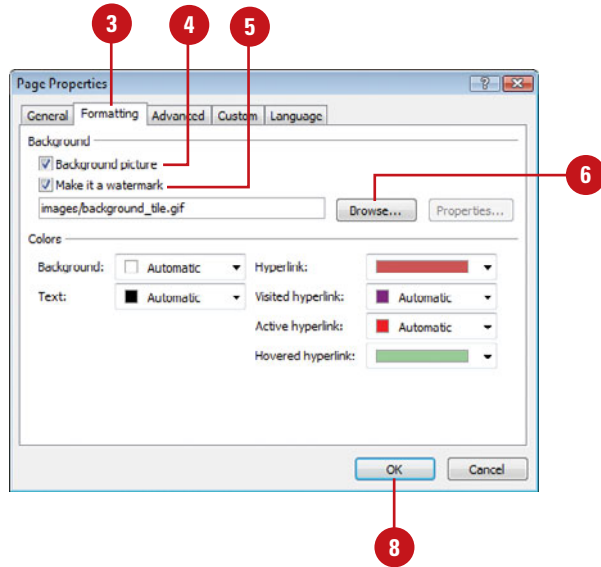 3 4 5
Page Properties
General Formatting Advanced Custom Language
Background
Background picture
Make it a watermark
6
images/background_tile.gif Browse... Properties...
Colors
Background: Automatic Hyperlink:
Text: Automatic Visited hyperlink: Automatic
Active hyperlink: Automatic
Hovered hyperlink:
OK Cancel
8